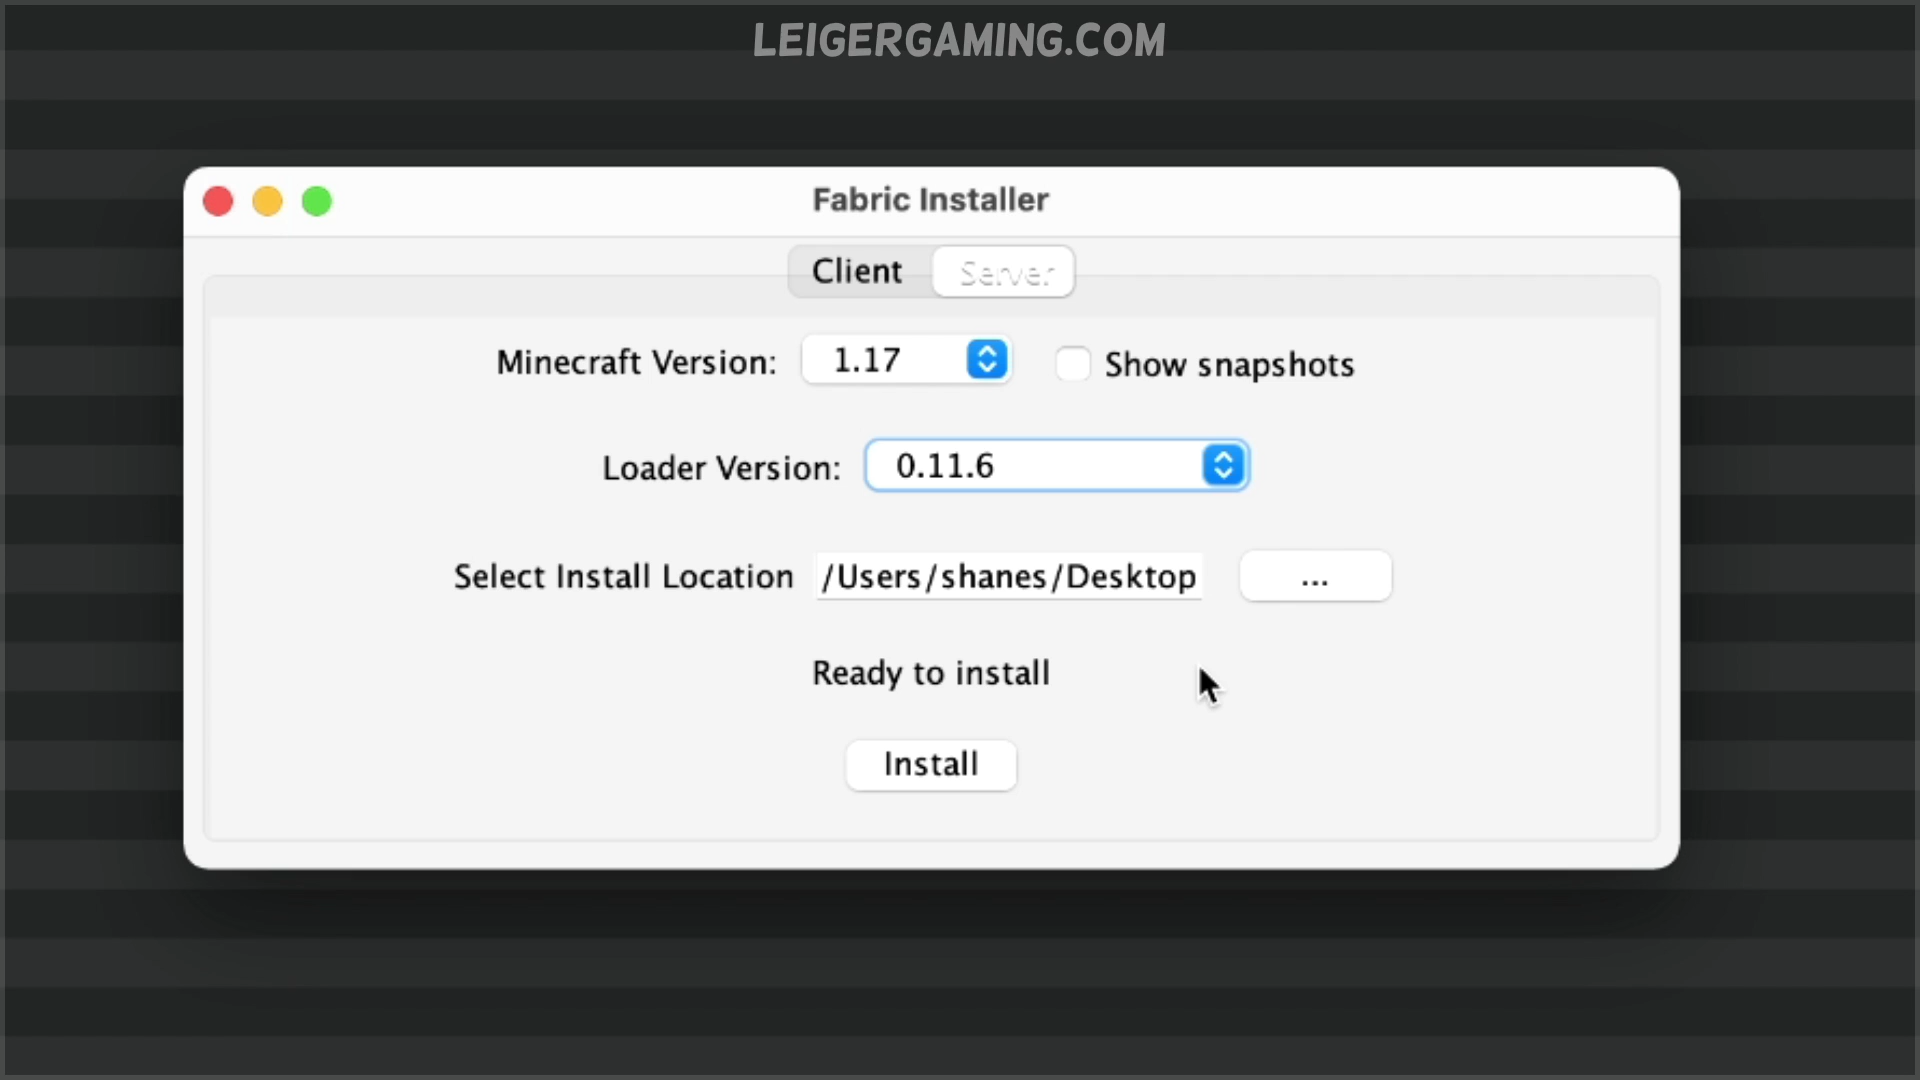 LEIGERGAMING.COM
Fabric Installer
Client Server
Minecraft Version: 1.17 Show snapshots
Loader Version: 0.11.6
Select Install Location /Users/shanes/Desktop ...
Ready to install
Install